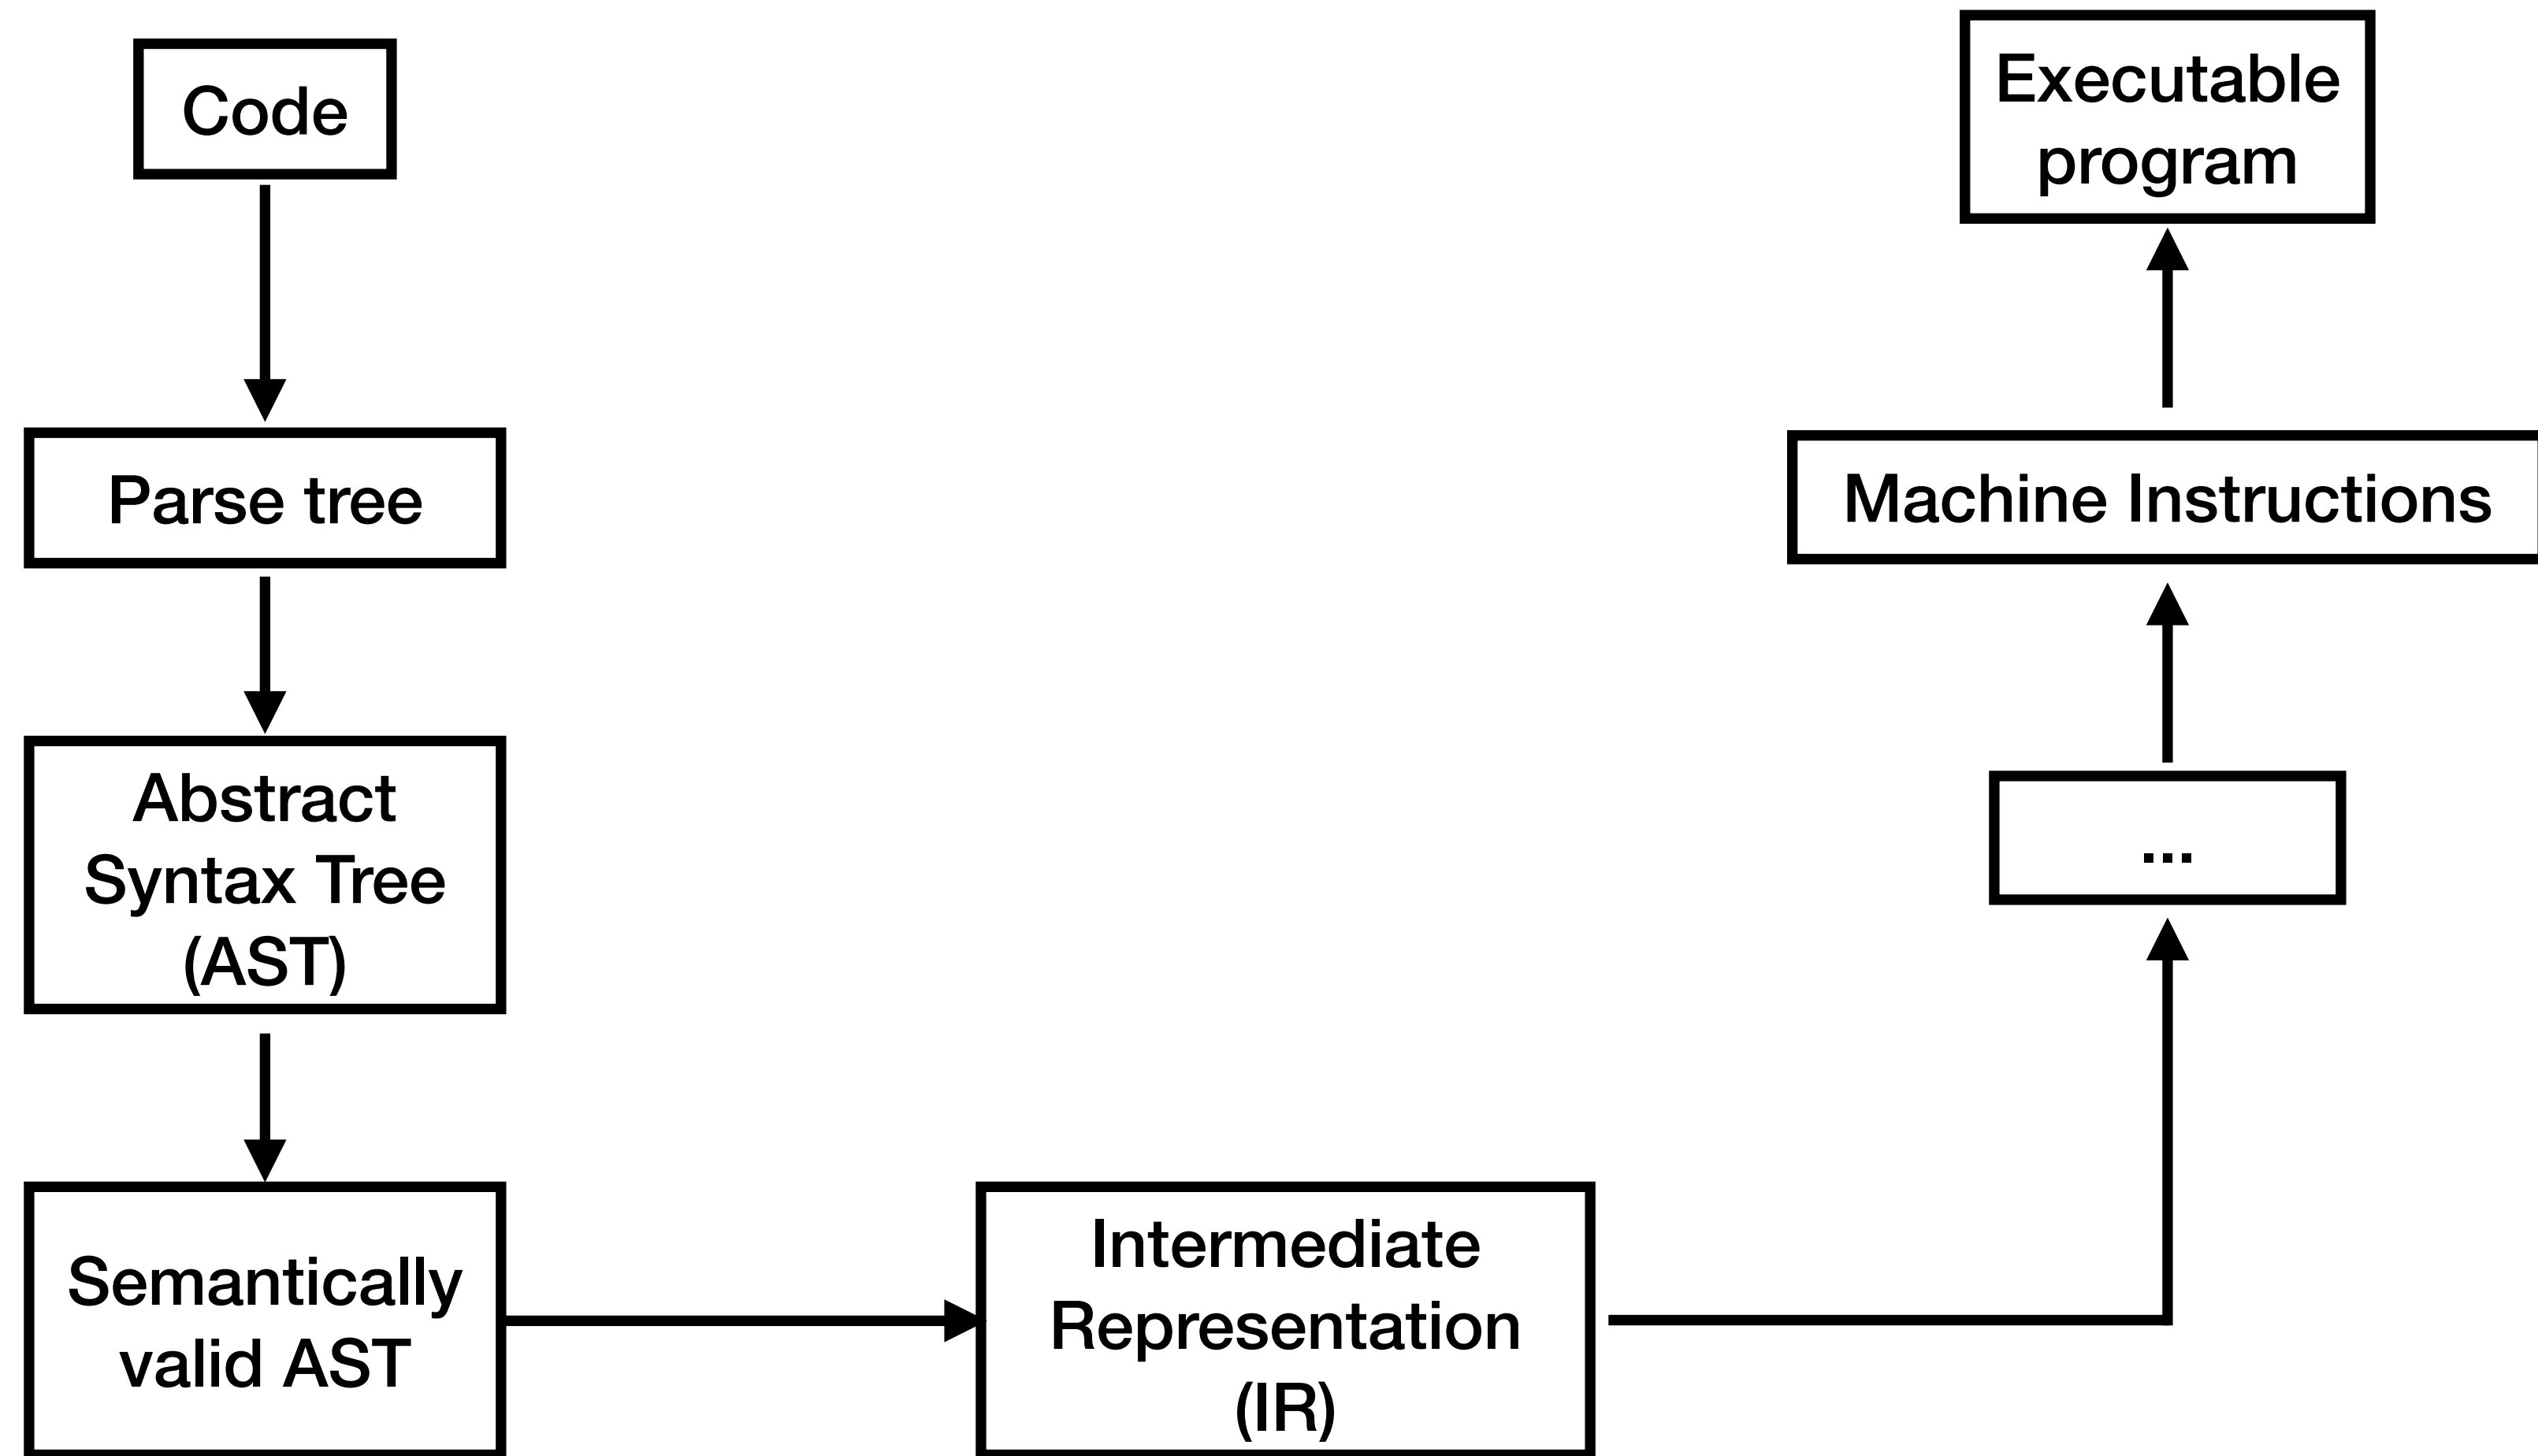 Code
Parse tree
Abstract
Syntax Tree
(AST)
Semantically
valid AST
Intermediate
Representation
(IR)
...
Machine Instructions
Executable
program